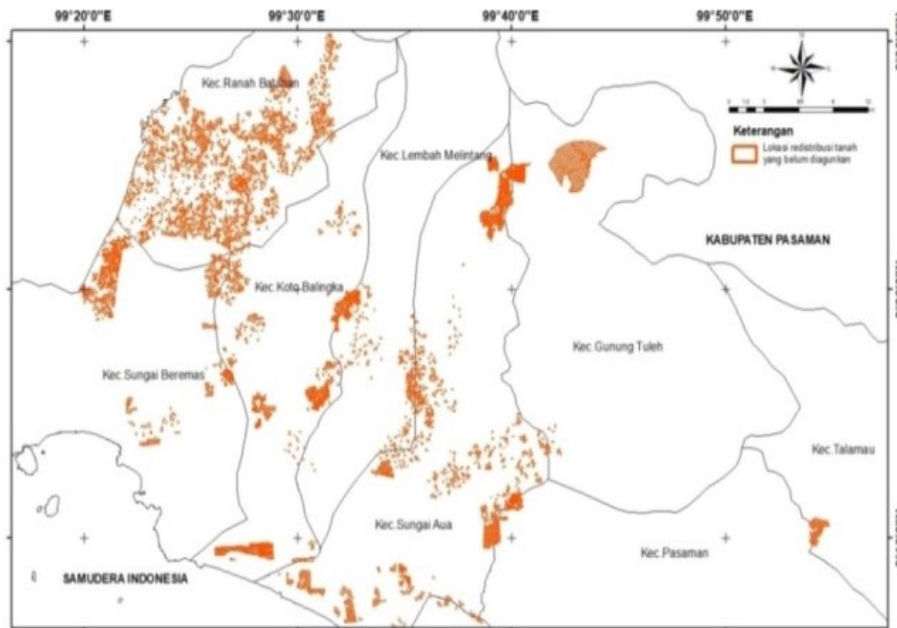 99°20'0"E 99°30'0"E 99°40'0"E 99°50'0"E
Kec.Ranah Batahan
Kec.Lembah Melintang
Keterangan
Lokasi redistribusi tanah
yang belum diagunkan
KABUPATEN PASAMAN
Kec.Koto Balingka
Kec.Gunung Tuleh
Kec.Sungai Beremas
Kec.Talamau
Kec.Sungai Aua
Kec.Pasaman
SAMUDERA INDONESIA